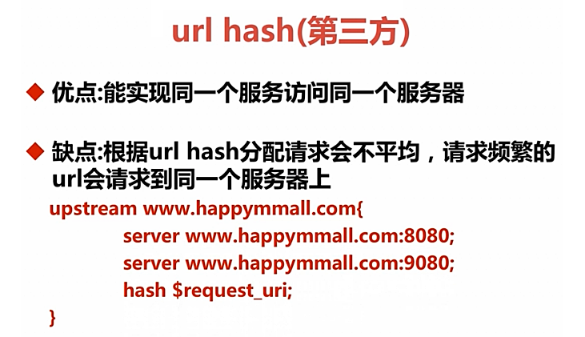 url hash(第三方)
优点:能实现同一个服务访问同一个服务器
缺点:根据url hash分配请求会不平均，请求频繁的
url会请求到同一个服务器上
upstream www.happymmall.com{
server www.happymmall.com:8080;
server www.happymmall.com:9080;
hash $request_uri;
}